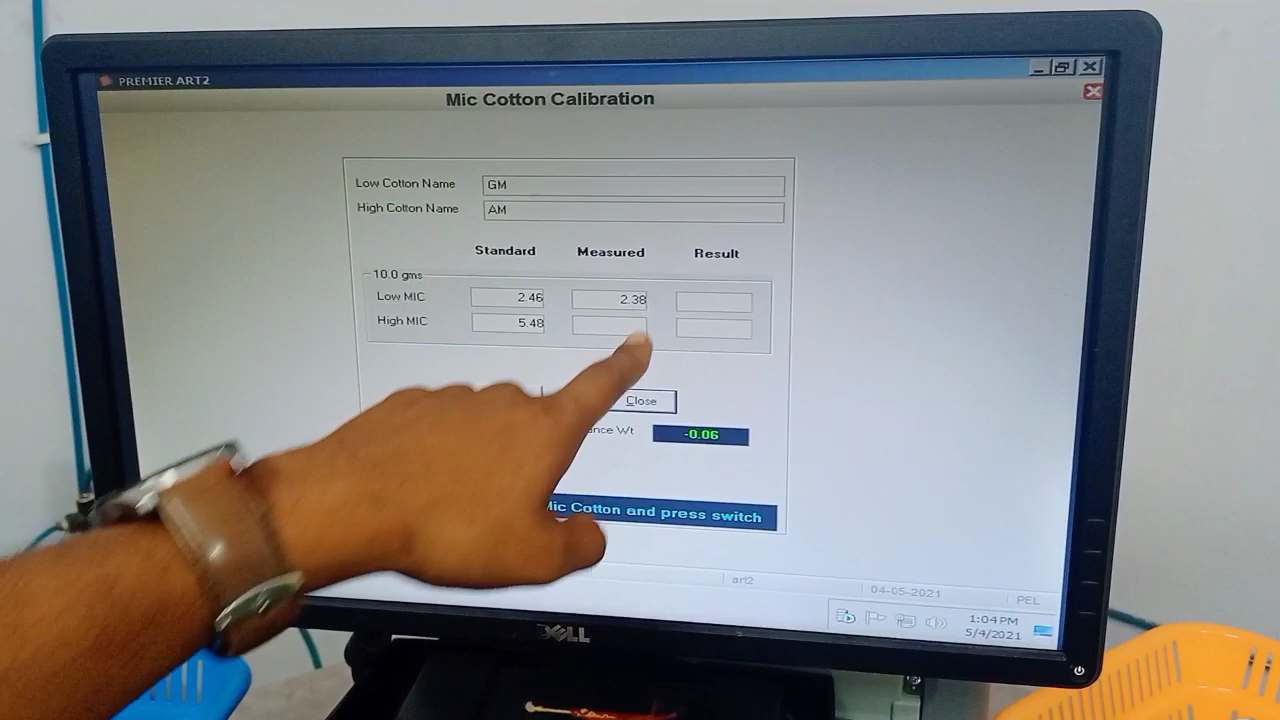 PREMIER ART2
Mic Cotton Calibration
Low Cotton Name GM
High Cotton Name AM
Standard Measured Result
10.0 gms
Low MIC 2.46 2.38
High MIC 5.48
Close
Wt -0.06
Mic Cotton and press switch
art2 04-05-2021 PEL
1:04 PM
5/4/2021
DELL